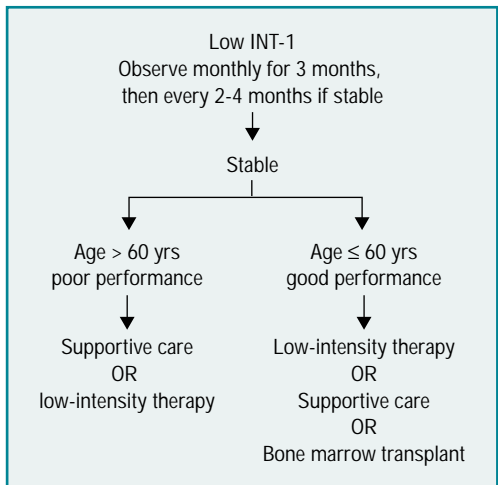 Low INT-1
Observe monthly for 3 months,
then every 2-4 months if stable
Stable
Age > 60 yrs
poor performance
Supportive care
OR
low-intensity therapy
Age ≤ 60 yrs
good performance
Low-intensity therapy
OR
Supportive care
OR
Bone marrow transplant